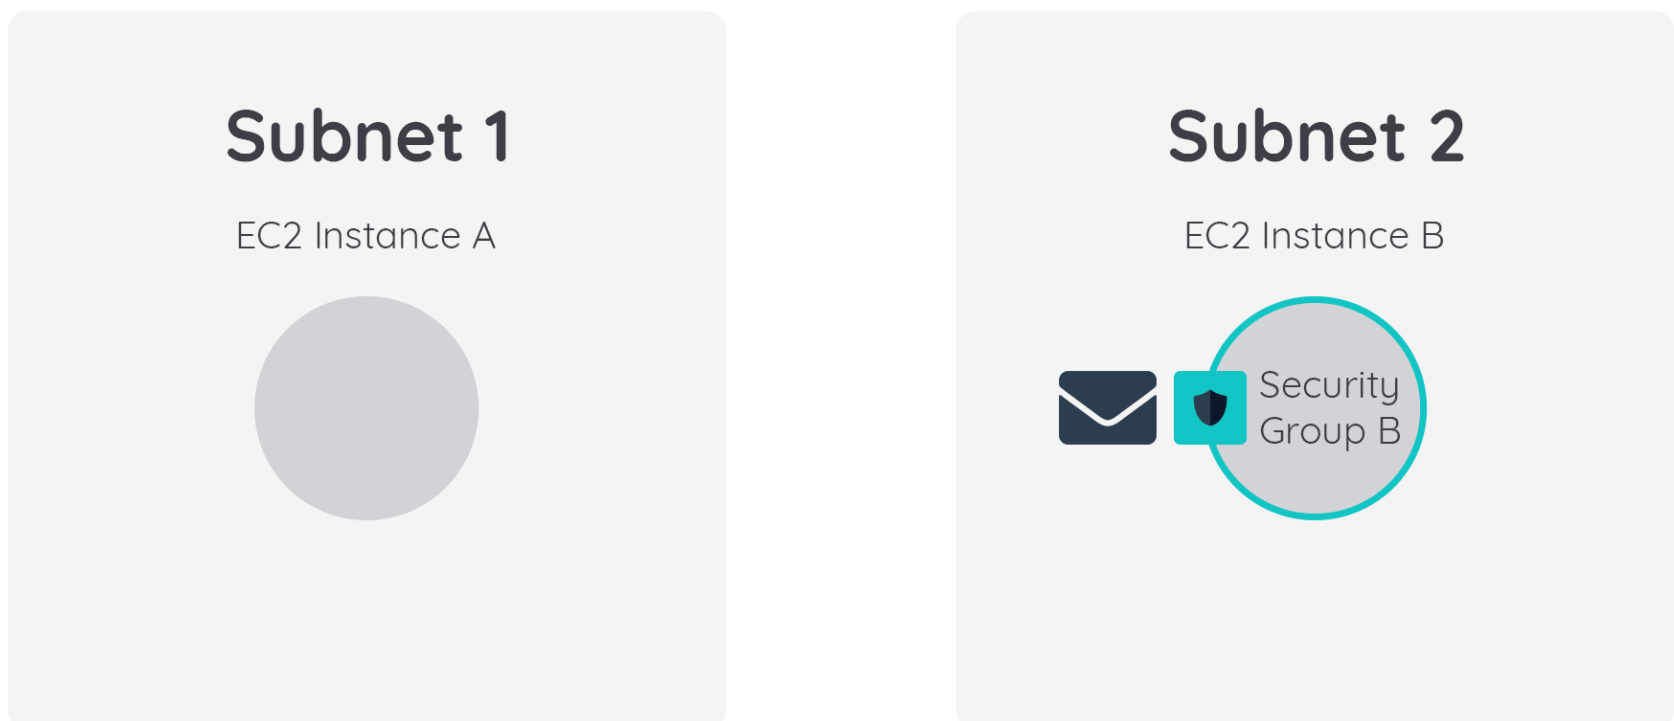 Subnet 1
EC2 Instance A
Subnet 2
EC2 Instance B
Security
Group B